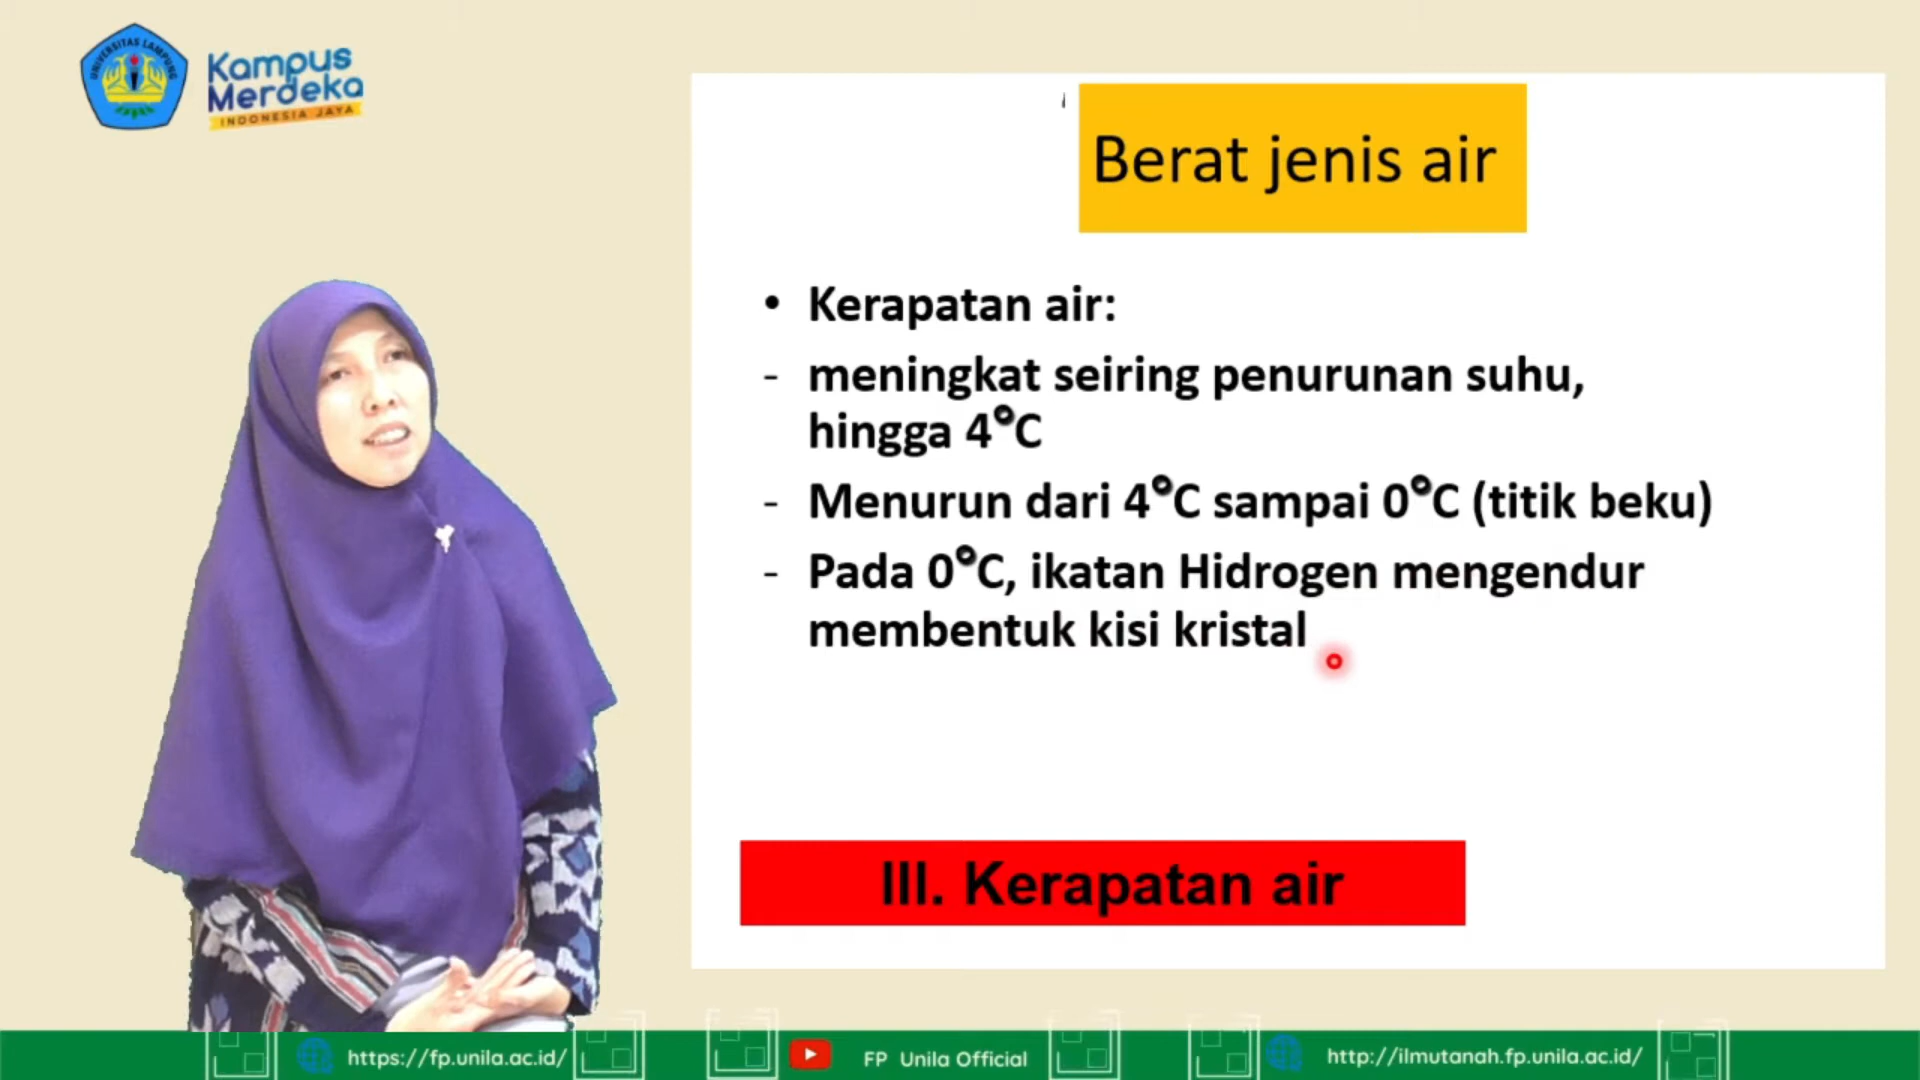 UNIVERSITAS LAMPUNG
Kampus
Merdeka
INDONESIA JAYA
Berat jenis air
• Kerapatan air:
- meningkat seiring penurunan suhu,
hingga 4°C
- Menurun dari 4°C sampai 0°C (titik beku)
- Pada 0°C, ikatan Hidrogen mengendur
membentuk kisi kristal
III. Kerapatan air
https://fp.unila.ac.id/
FP Unila Official
http://ilmutanah.fp.unila.ac.id/